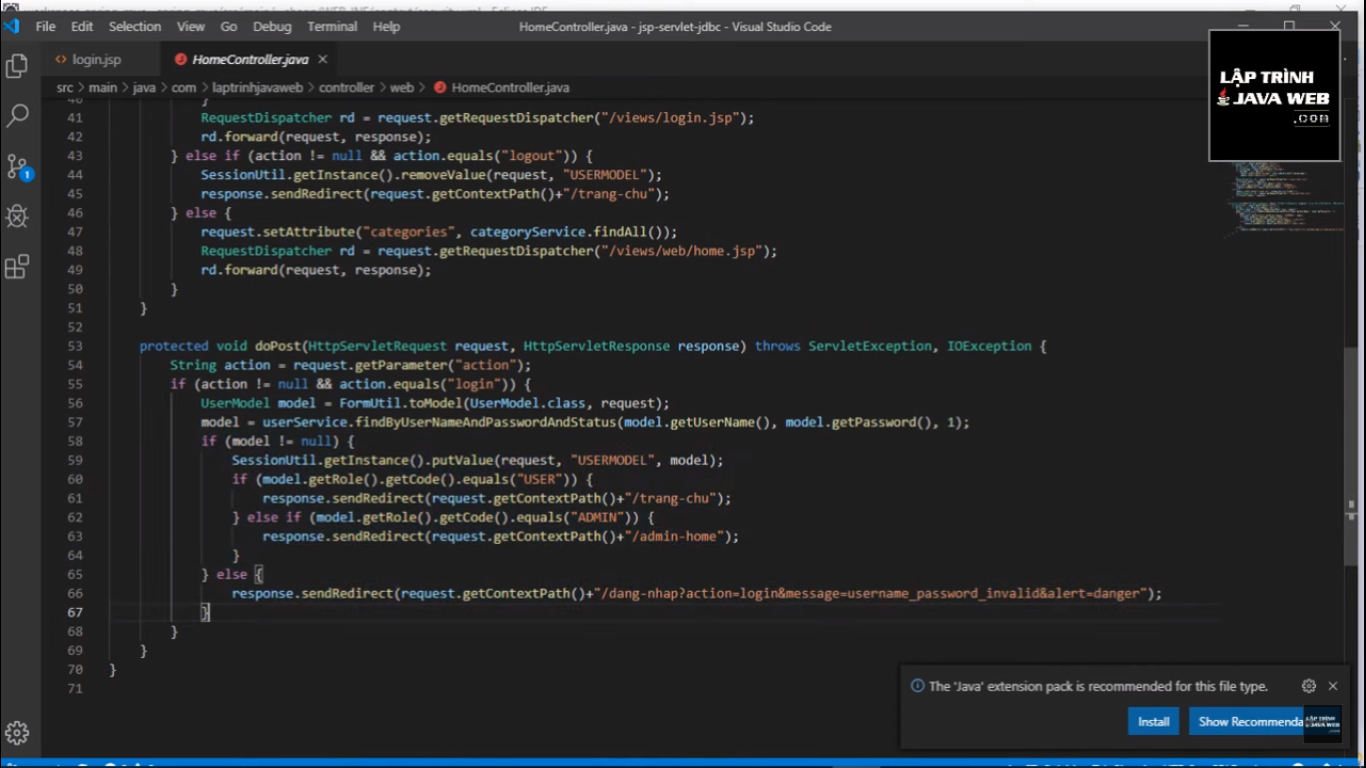 File Edit Selection View Go Debug Terminal Help
HomeController.java - jsp-servlet-jdbc - Visual Studio Code
LẬP TRÌNH
JAVA WEB
.com
login.jsp
HomeController.java
src > main > java > com > laptrinhjavaweb > controller > web > HomeController.java
40 }
41 RequestDispatcher rd = request.getRequestDispatcher("/views/login.jsp");
42 rd.forward(request, response);
43 } else if (action != null && action.equals("logout")) {
44 SessionUtil.getInstance().removeValue(request, "USERMODEL");
45 response.sendRedirect(request.getContextPath()+"/trang-chu");
46 } else {
47 request.setAttribute("categories", categoryService.findAll());
48 RequestDispatcher rd = request.getRequestDispatcher("/views/web/home.jsp");
49 rd.forward(request, response);
50 }
51 }
52
53 protected void doPost(HttpServletRequest request, HttpServletResponse response) throws ServletException, IOException {
54 String action = request.getParameter("action");
55 if (action != null && action.equals("login")) {
56 UserModel model = FormUtil.toModel(UserModel.class, request);
57 model = userService.findByUserNameAndPasswordAndStatus(model.getUserName(), model.getPassword(), 1);
58 if (model != null) {
59 SessionUtil.getInstance().putValue(request, "USERMODEL", model);
60 if (model.getRole().getCode().equals("USER")) {
61 response.sendRedirect(request.getContextPath()+"/trang-chu");
62 } else if (model.getRole().getCode().equals("ADMIN")) {
63 response.sendRedirect(request.getContextPath()+"/admin-home");
64 }
65 } else {
66 response.sendRedirect(request.getContextPath()+"/dang-nhap?action=login&message=username_password_invalid&alert=danger");
67 }
68 }
69 }
70 }
71
1
The 'Java' extension pack is recommended for this file type.
Install
Show Recommenda
LẬP TRÌNH
JAVA WEB
.com